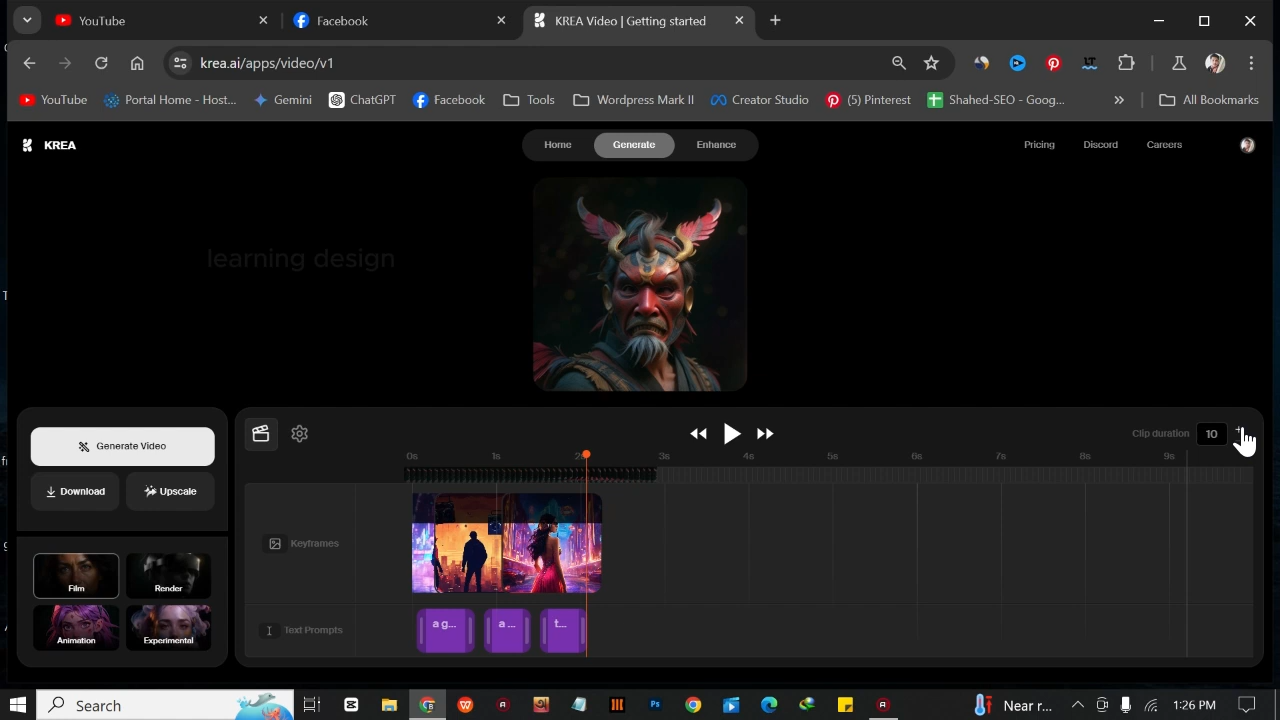 YouTube
Facebook
KREA Video | Getting started
krea.ai/apps/video/v1
YouTube
Portal Home - Host...
Gemini
ChatGPT
Facebook
Tools
Wordpress Mark II
Creator Studio
(5) Pinterest
Shahed-SEO - Goog...
All Bookmarks
KREA
Home
Generate
Enhance
Pricing
Discord
Careers
learning design
Generate Video
Download
Upscale
Clip duration
10
0s
1s
3s
4s
5s
6s
7s
8s
9s
Keyframes
Film
Render
Animation
Experimental
Text Prompts
a g...
a ...
t...
Search
Near r...
1:26 PM